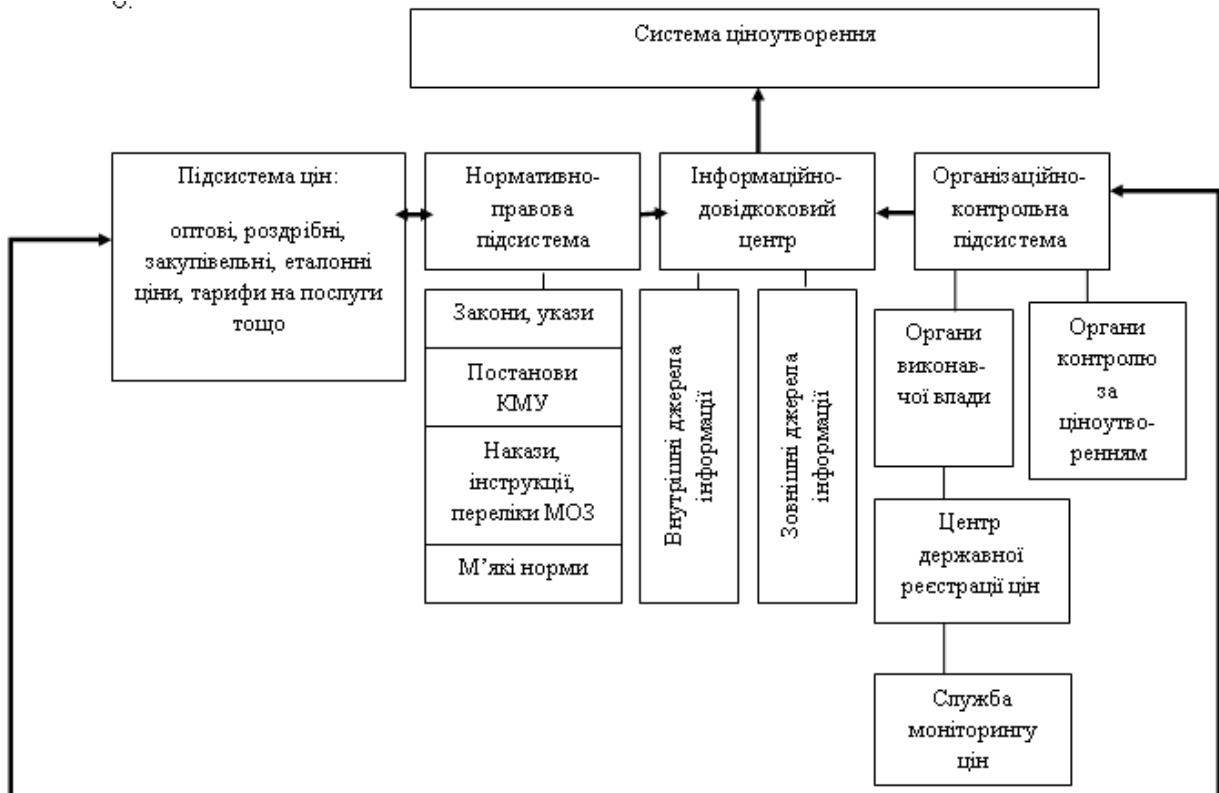 Система ціноутворення
Підсистема цін:
оптові, роздрібні,
закупівельні, еталонні
ціни, тарифи на послуги
тощо
Нормативно-
правова
підсистема
Інформаційно-
довідкоковий
центр
Організаційно-
контрольна
підсистема
Закони, укази
Постанови
КМУ
Накази,
інструкції,
переліки МОЗ
М’які норми
Внутрішні джерела
інформації
Зовнішні джерела
інформації
Органи
виконав-
чої влади
Органи
контролю
за
ціноутво-
ренням
Центр
державної
реєстрації цін
Служба
моніторингу
цін